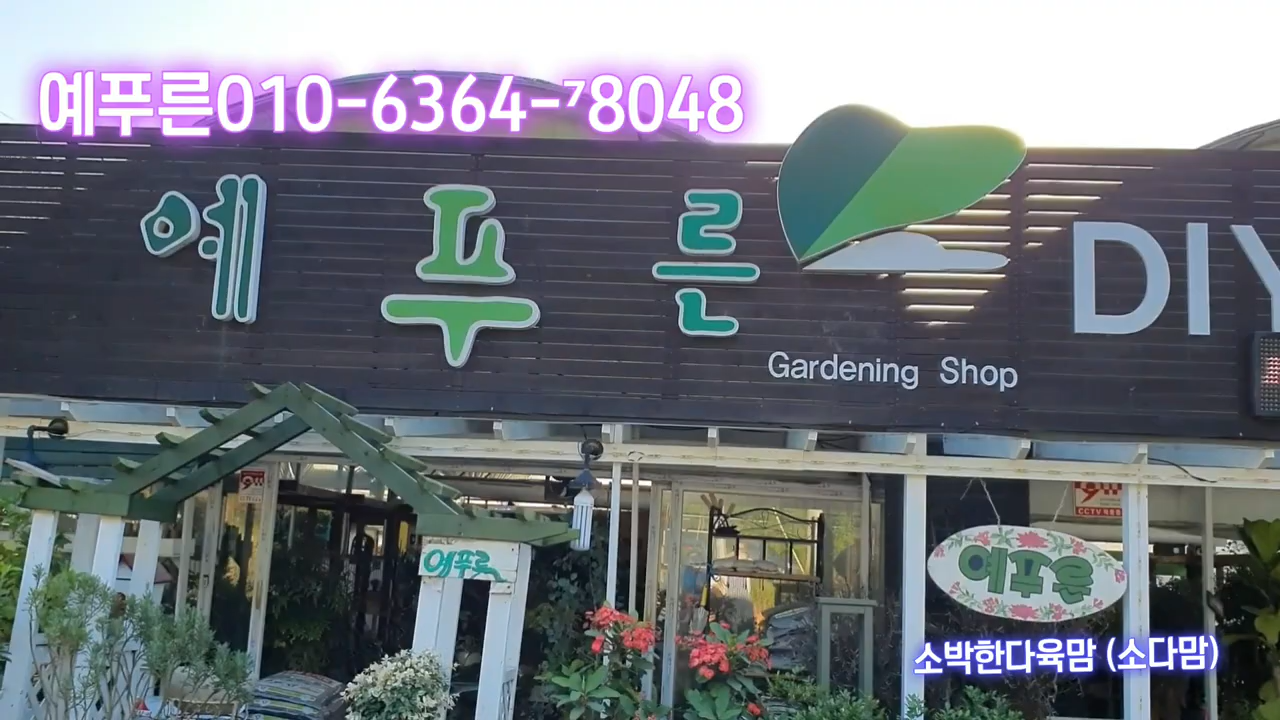 예푸른010-6364-⁷8048
예푸른
DIY
Gardening Shop
예푸른
예푸른
CCTV
소박한다육맘 (소다맘)